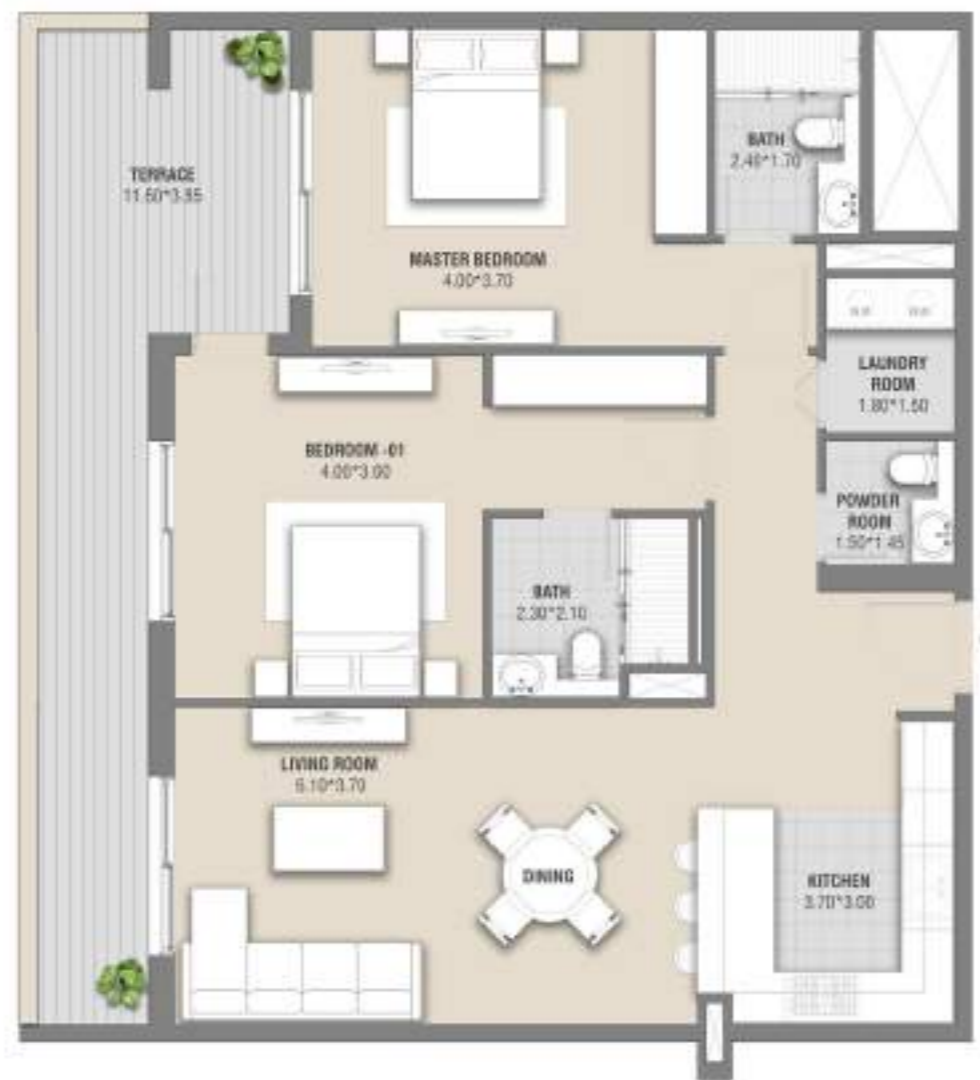 TERRACE
11.50*3.85
BATH
2.40*1.70
MASTER BEDROOM
4.00*3.70
LAUNDRY
ROOM
1.80*1.50
BEDROOM -01
4.00*3.00
POWDER
ROOM
1.50*1.45
BATH
2.30*2.10
LIVING ROOM
6.10*3.70
DINING
KITCHEN
3.70*3.00